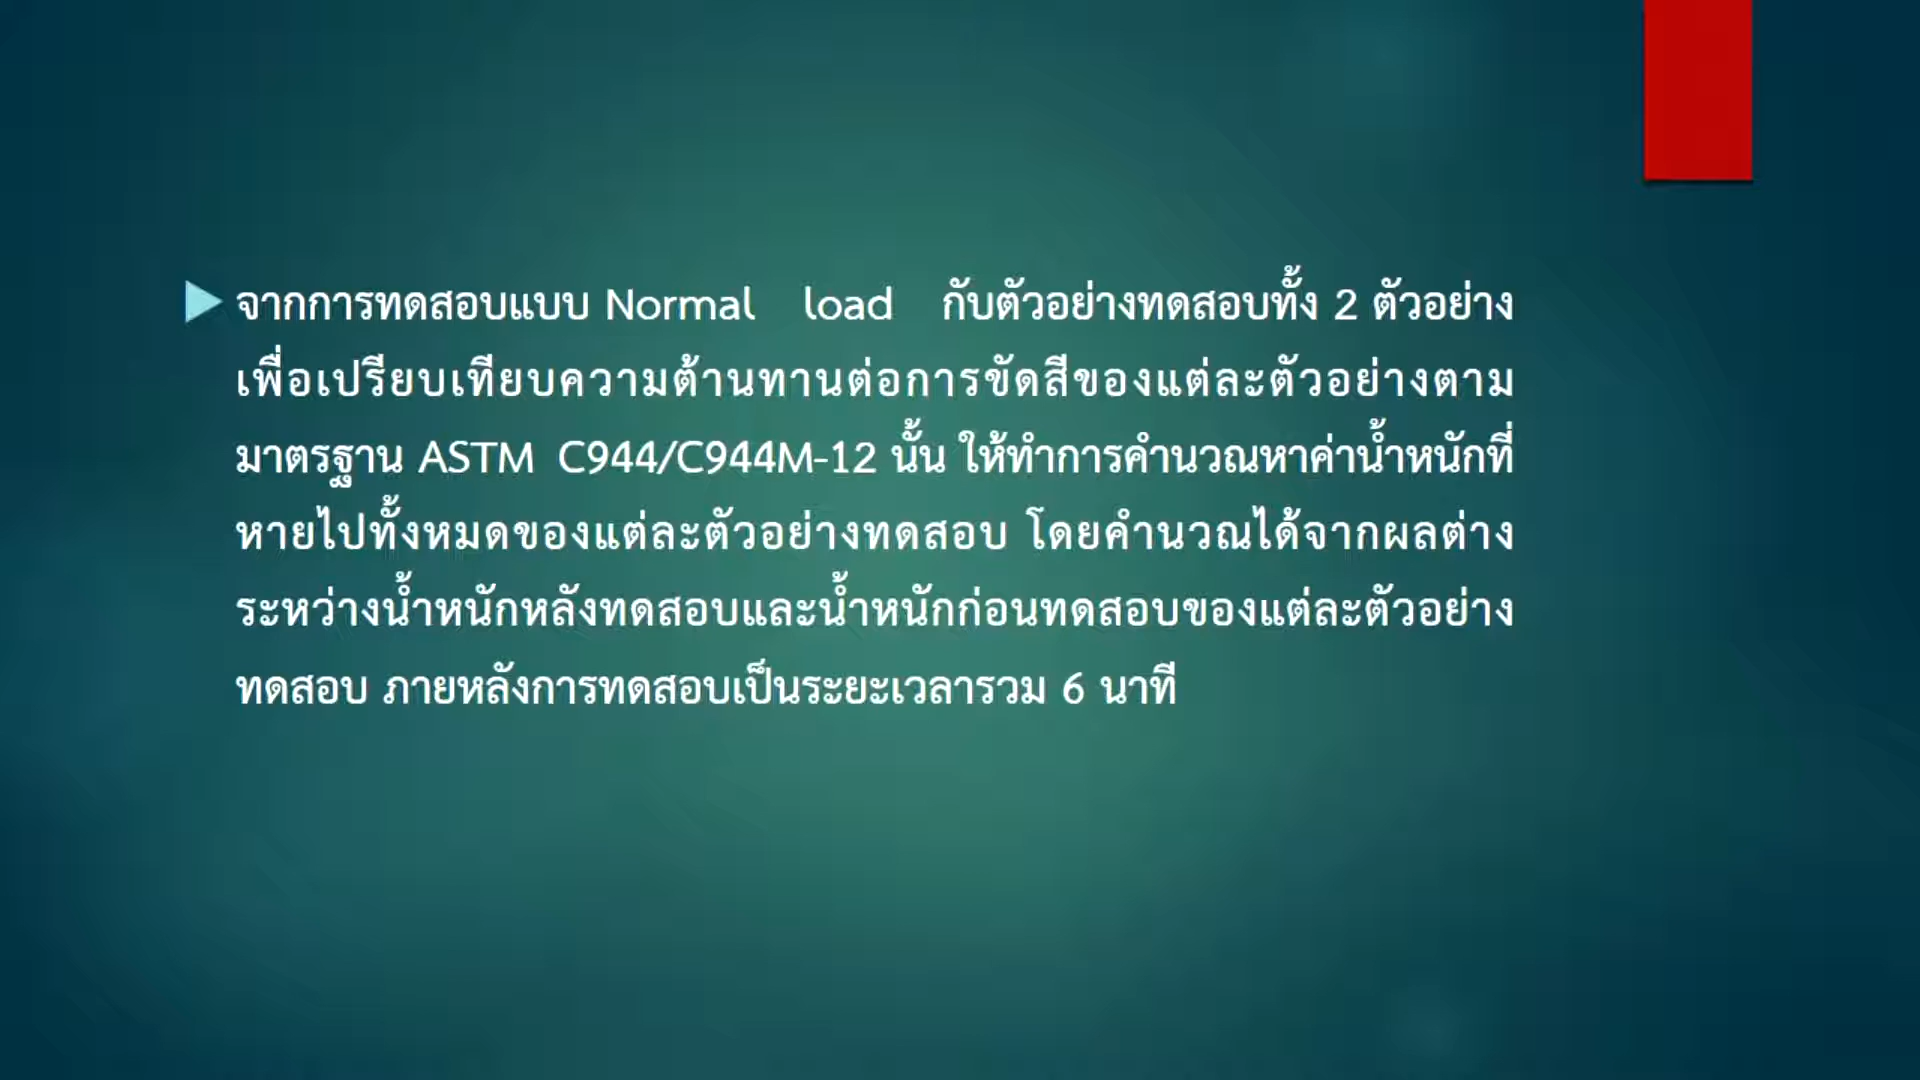 จากการทดสอบแบบ Normal load กับตัวอย่างทดสอบทั้ง 2 ตัวอย่าง
เพื่อเปรียบเทียบความต้านทานต่อการขัดสีของแต่ละตัวอย่างตาม
มาตรฐาน ASTM C944/C944M-12 นั้น ให้ทำการคำนวณหาค่าน้ำหนักที่
หายไปทั้งหมดของแต่ละตัวอย่างทดสอบ โดยคำนวณได้จากผลต่าง
ระหว่างน้ำหนักหลังทดสอบและน้ำหนักก่อนทดสอบของแต่ละตัวอย่าง
ทดสอบ ภายหลังการทดสอบเป็นระยะเวลารวม 6 นาที